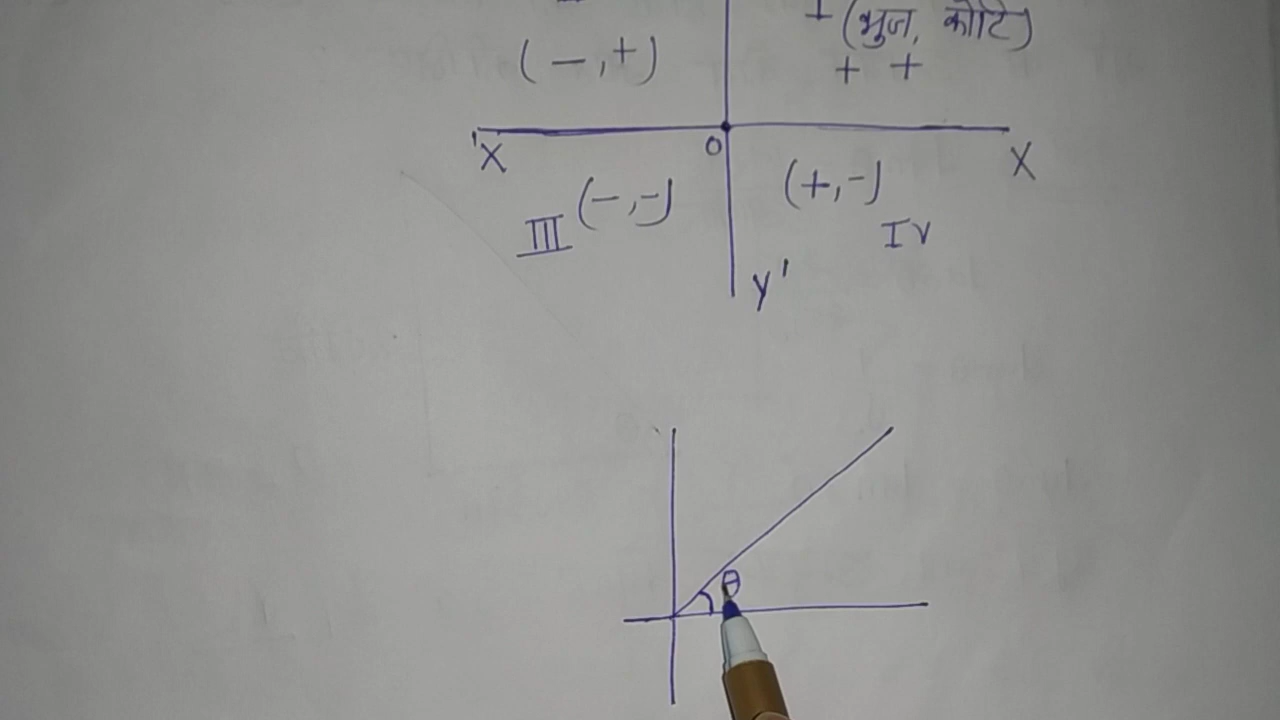 (भुज, कोटि)
(-,+)
+ +
'X
O
X
(-,-)
(+,-)
III
IV
y'
θ